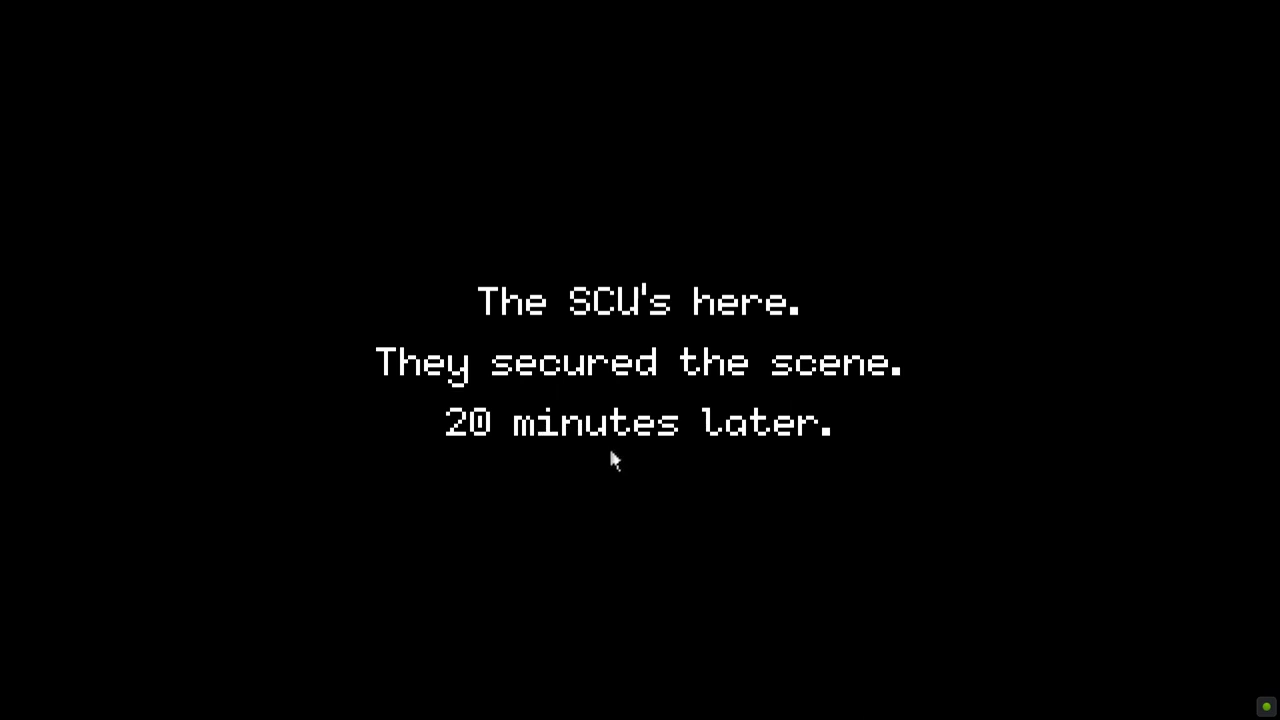 The SCU's here.
They secured the scene.
20 minutes later.